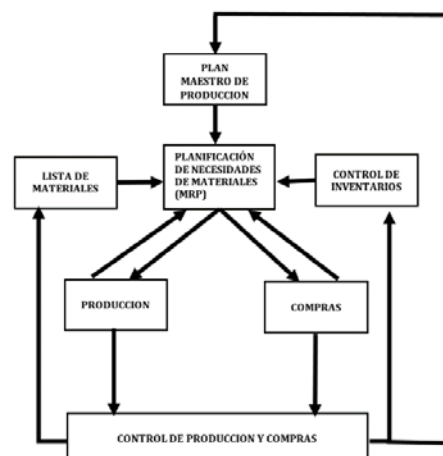 PLAN
MAESTRO DE
PRODUCCION
PLANIFICACIÓN
DE NECESIDADES
DE MATERIALES
(MRP)
LISTA DE
MATERIALES
CONTROL DE
INVENTARIOS
PRODUCCION
COMPRAS
CONTROL DE PRODUCCION Y COMPRAS